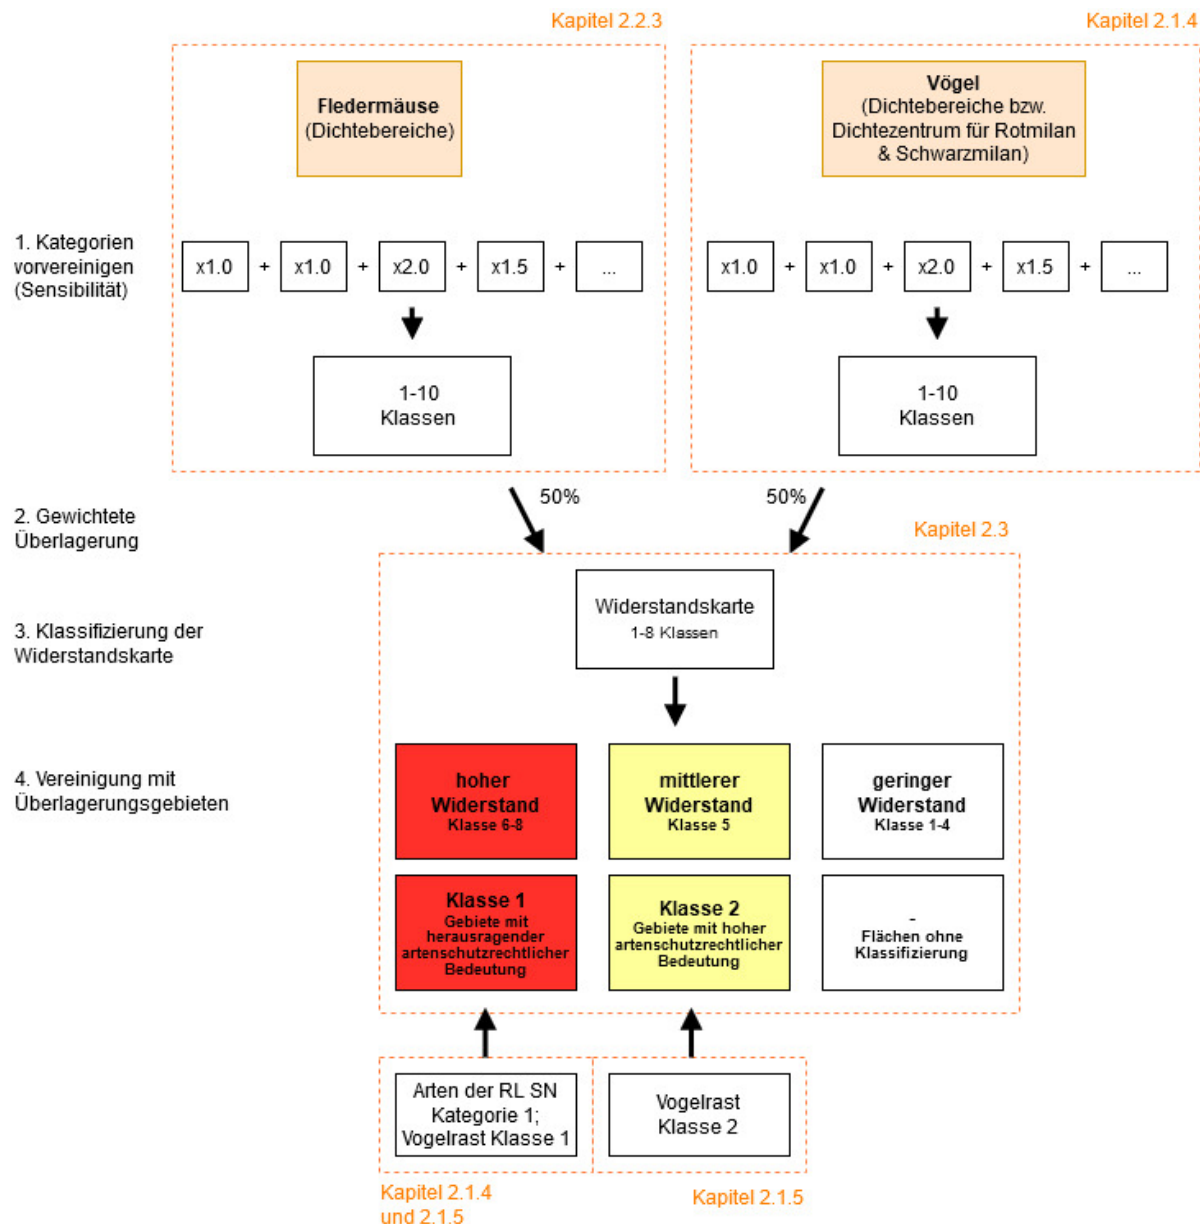 Kapitel 2.2.3
Kapitel 2.1.4
Fledermäuse
(Dichtebereiche)
Vögel
(Dichtebereiche bzw.
Dichtezentrum für Rotmilan
& Schwarzmilan)
1. Kategorien
vorvereinigen
(Sensibilität)
x1.0 + x1.0 + x2.0 + x1.5 + ...
x1.0 + x1.0 + x2.0 + x1.5 + ...
1-10
Klassen
1-10
Klassen
2. Gewichtete
Überlagerung
50%
50%
Kapitel 2.3
3. Klassifizierung der
Widerstandskarte
Widerstandskarte
1-8 Klassen
4. Vereinigung mit
Überlagerungsgebieten
hoher
Widerstand
Klasse 6-8
mittlerer
Widerstand
Klasse 5
geringer
Widerstand
Klasse 1-4
Klasse 1
Gebiete mit
herausragender
artenschutzrechtlicher
Bedeutung
Klasse 2
Gebiete mit hoher
artenschutzrechtlicher
Bedeutung
-
Flächen ohne
Klassifizierung
Arten der RL SN
Kategorie 1;
Vogelrast Klasse 1
Vogelrast
Klasse 2
Kapitel 2.1.4
und 2.1.5
Kapitel 2.1.5